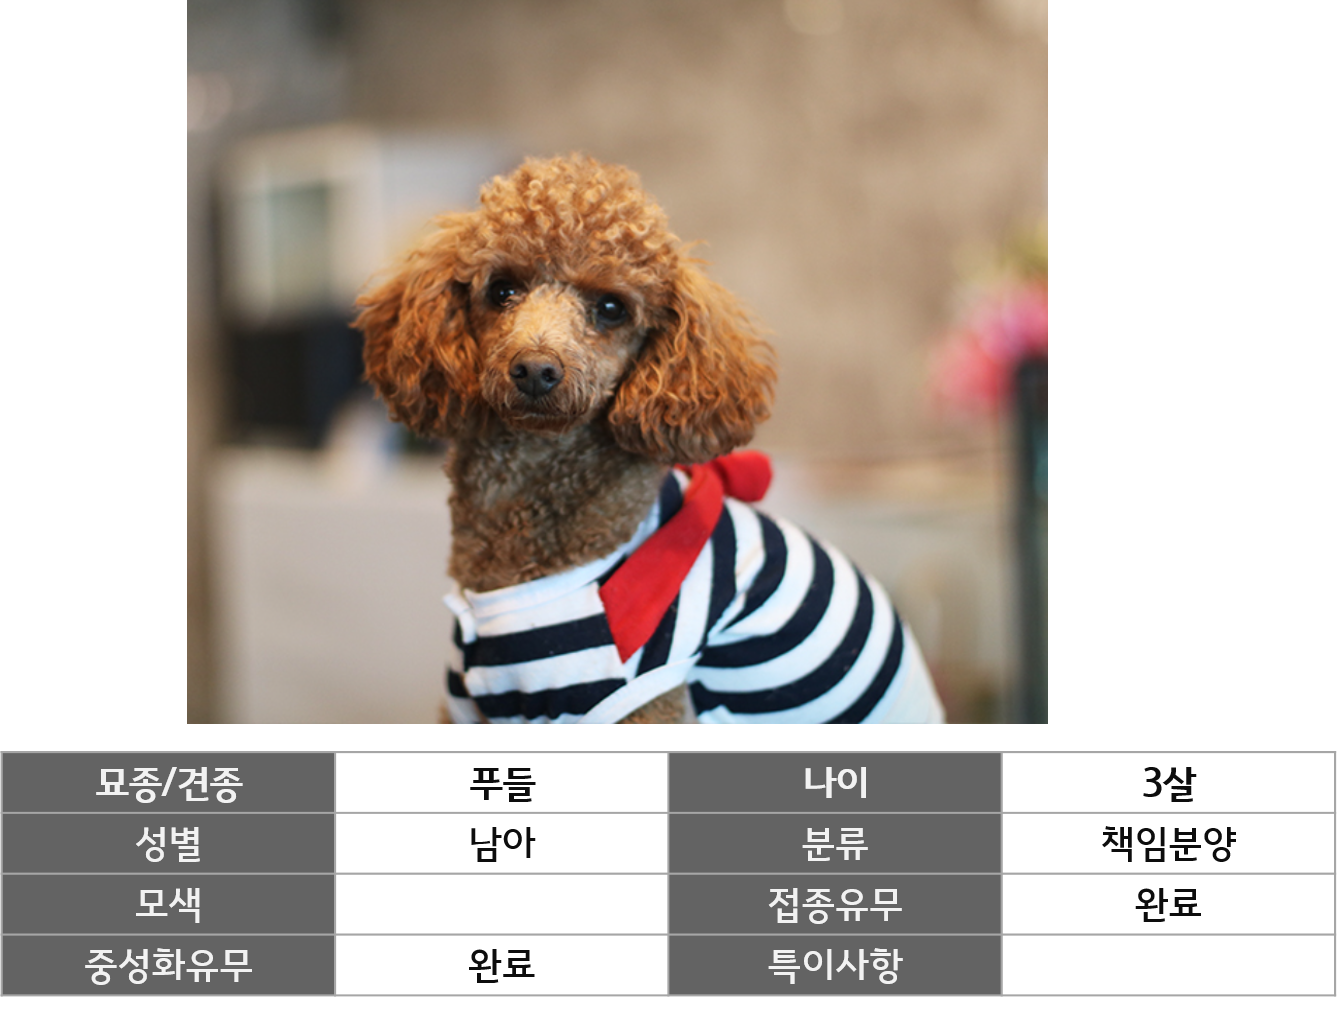 묘종/견종 푸들 나이 3살
성별 남아 분류 책임분양
모색 접종유무 완료
중성화유무 완료 특이사항